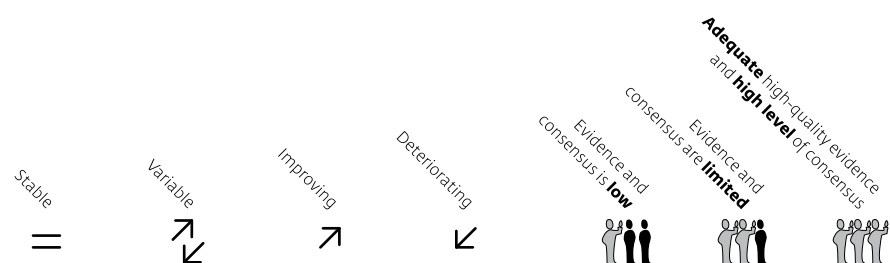 Stable
Variable
Improving
Deteriorating
Evidence and
consensus is low
Evidence and
consensus are limited
Adequate high-quality evidence
and high level of consensus